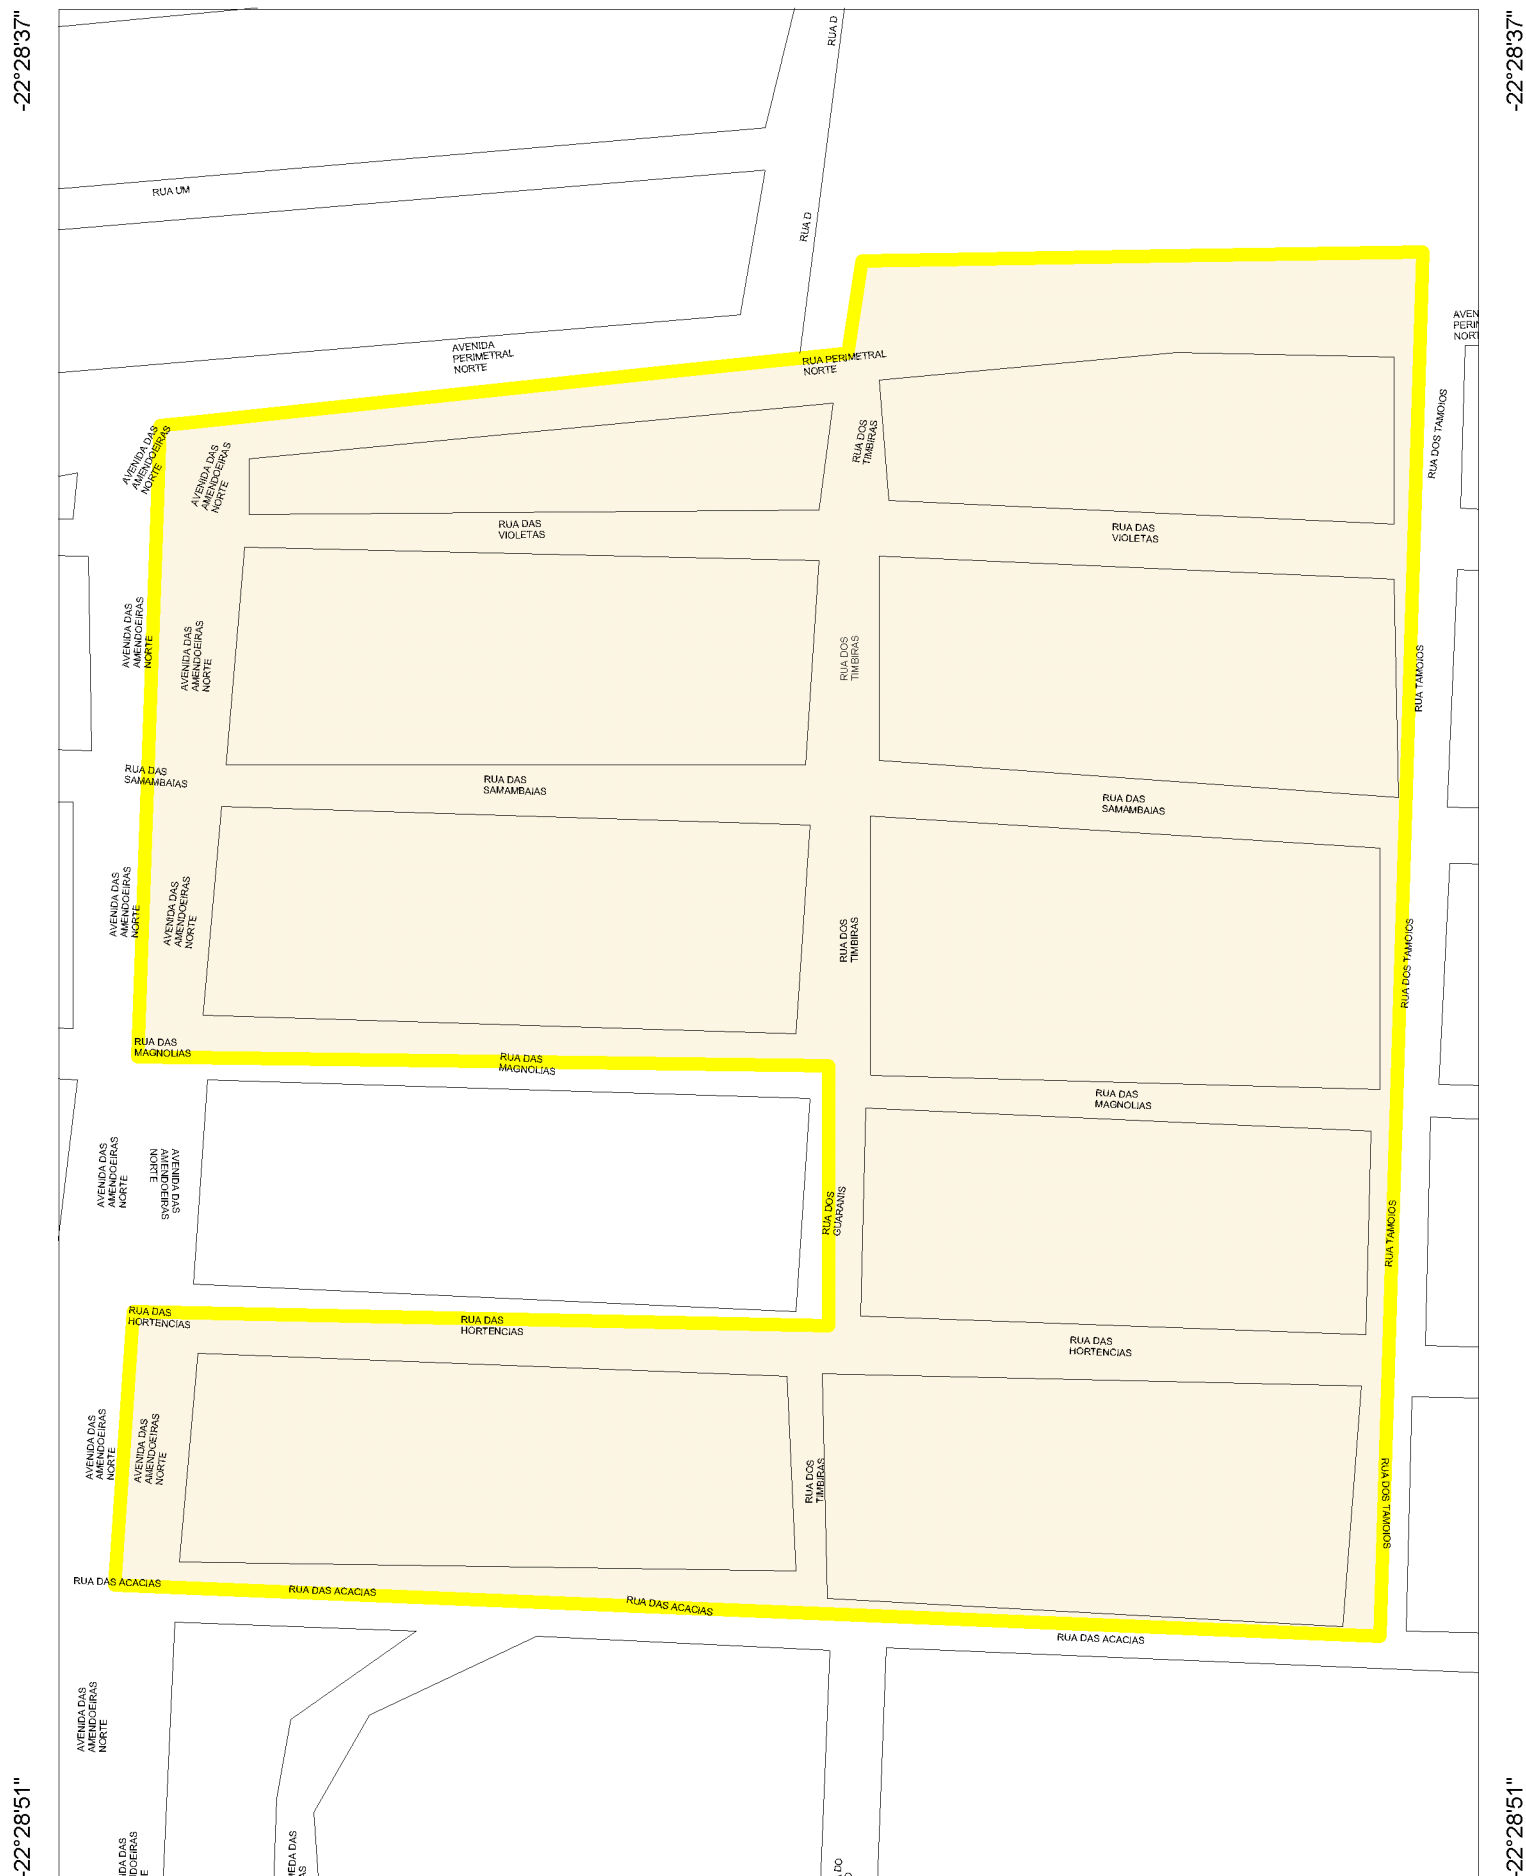 -22°28'37"
-22°28'37"
RUA D
RUA UM
RUA D
AVENIDA
PERIMETRAL
NORTE
RUA PERIMETRAL
NORTE
RUA DOS TAMOIOS
AVENIDA DAS
AMENDOEIRAS
NORTE
AVENIDA DAS
AMENDOEIRAS
NORTE
RUA DOS
TIMBIRAS
RUA DAS
VIOLETAS
RUA DAS
VIOLETAS
AVENIDA DAS
AMENDOEIRAS
NORTE
AVENIDA DAS
AMENDOEIRAS
NORTE
RUA DOS
TIMBIRAS
RUA TAMOIOS
RUA DAS
SAMAMBAIAS
RUA DAS
SAMAMBAIAS
RUA DAS
SAMAMBAIAS
AVENIDA DAS
AMENDOEIRAS
NORTE
AVENIDA DAS
AMENDOEIRAS
NORTE
RUA DOS
TIMBIRAS
RUA DOS TAMOIOS
RUA DAS
MAGNOLIAS
RUA DAS
MAGNOLIAS
RUA DAS
MAGNOLIAS
AVENIDA DAS
AMENDOEIRAS
NORTE
AVENIDA DAS
AMENDOEIRAS
NORTE
RUA DOS
GUARANIS
RUA TAMOIOS
RUA DAS
HORTENCIAS
RUA DAS
HORTENCIAS
RUA DAS
HORTENCIAS
AVENIDA DAS
AMENDOEIRAS
NORTE
AVENIDA DAS
AMENDOEIRAS
NORTE
RUA DOS
TIMBIRAS
RUA DOS TAMOIOS
RUA DAS ACACIAS
RUA DAS ACACIAS
RUA DAS ACACIAS
RUA DAS ACACIAS
AVENIDA DAS
AMENDOEIRAS
NORTE
-22°28'51"
-22°28'51"